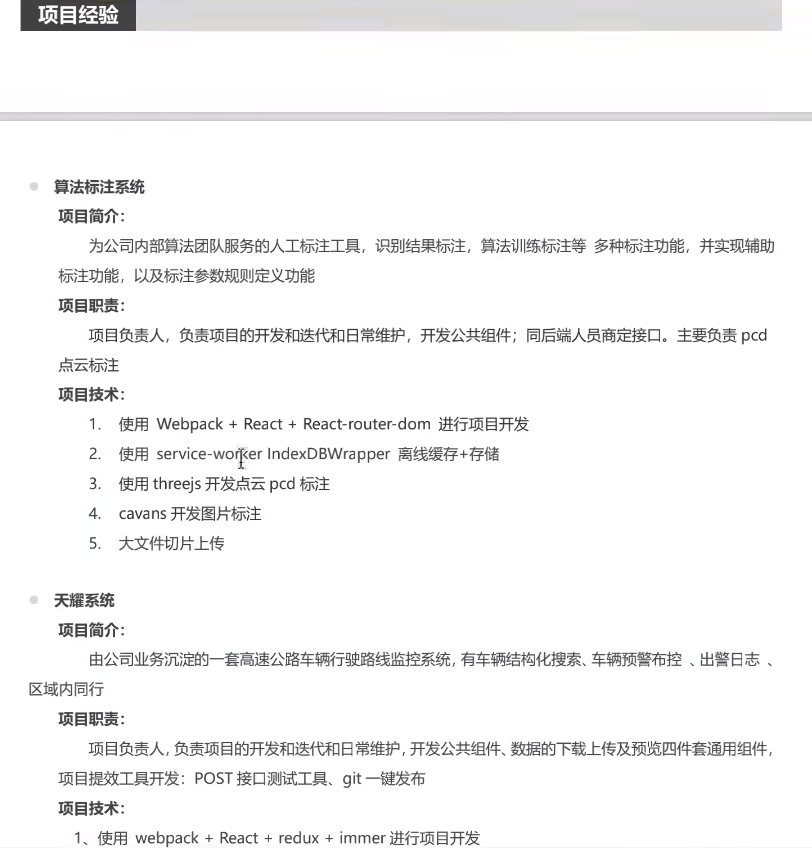 项目经验
算法标注系统
项目简介：
为公司内部算法团队服务的人工标注工具，识别结果标注，算法训练标注等 多种标注功能，并实现辅助
标注功能，以及标注参数规则定义功能
项目职责：
项目负责人，负责项目的开发和迭代和日常维护，开发公共组件；同后端人员商定接口。主要负责 pcd
点云标注
项目技术：
1. 使用 Webpack + React + React-router-dom 进行项目开发
2. 使用 service-worker IndexDBWrapper 离线缓存+存储
3. 使用 threejs 开发点云 pcd 标注
4. cavans 开发图片标注
5. 大文件切片上传
天耀系统
项目简介：
由公司业务沉淀的一套高速公路车辆行驶路线监控系统，有车辆结构化搜索、车辆预警布控 、出警日志 、
区域内同行
项目职责：
项目负责人，负责项目的开发和迭代和日常维护，开发公共组件、数据的下载上传及预览四件套通用组件，
项目提效工具开发：POST 接口测试工具、git 一键发布
项目技术：
1、使用 webpack + React + redux + immer 进行项目开发